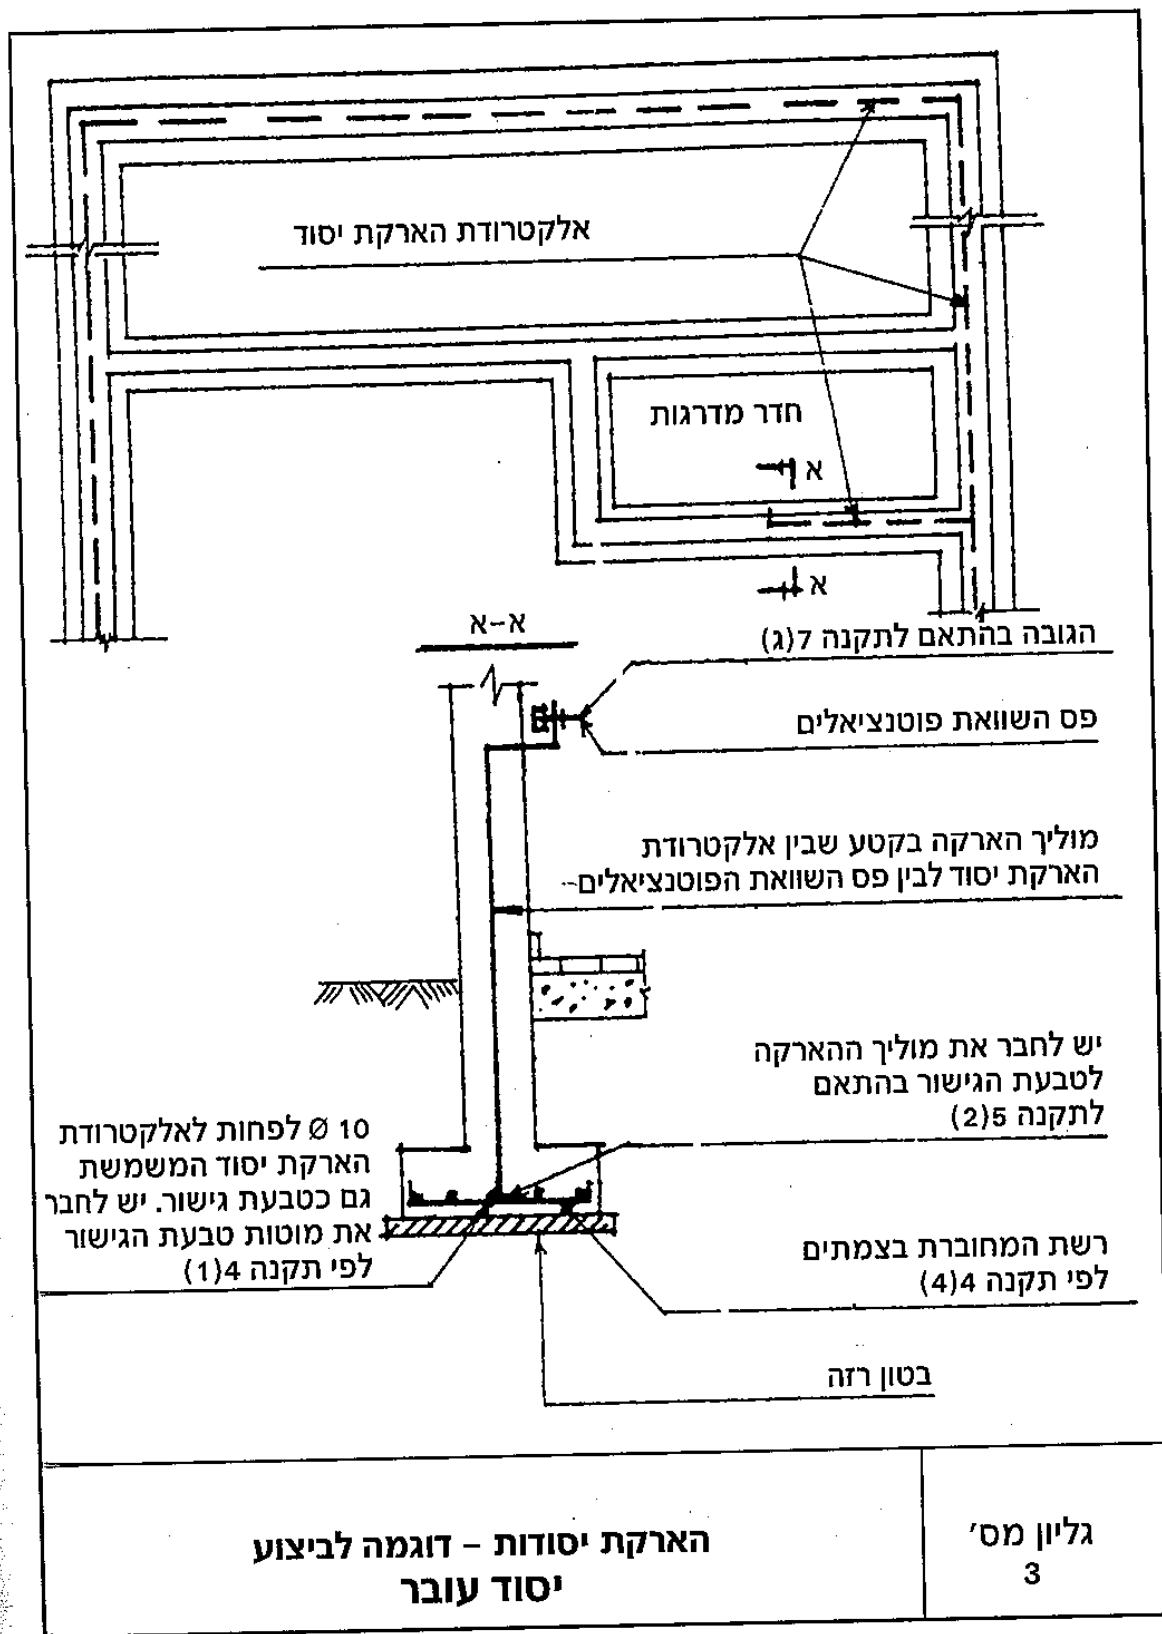 אלקטרודת הארקת יסוד
חדר מדרגות
א
א
א-א
הגובה בהתאם לתקנה 7(ג)
פס השוואת פוטנציאלים
מוליך הארקה בקטע שבין אלקטרודת
הארקת יסוד לבין פס השוואת הפוטנציאלים
יש לחבר את מוליך ההארקה
לטבעת הגישור בהתאם
לתקנה 5(2)
10 Ø לפחות לאלקטרודת
הארקת יסוד המשמשת
גם כטבעת גישור. יש לחבר
את מוטות טבעת הגישור
לפי תקנה 4(1)
רשת המחוברת בצמתים
לפי תקנה 4(4)
בטון רזה
הארקת יסודות – דוגמה לביצוע
יסוד עובר
גליון מס׳
3